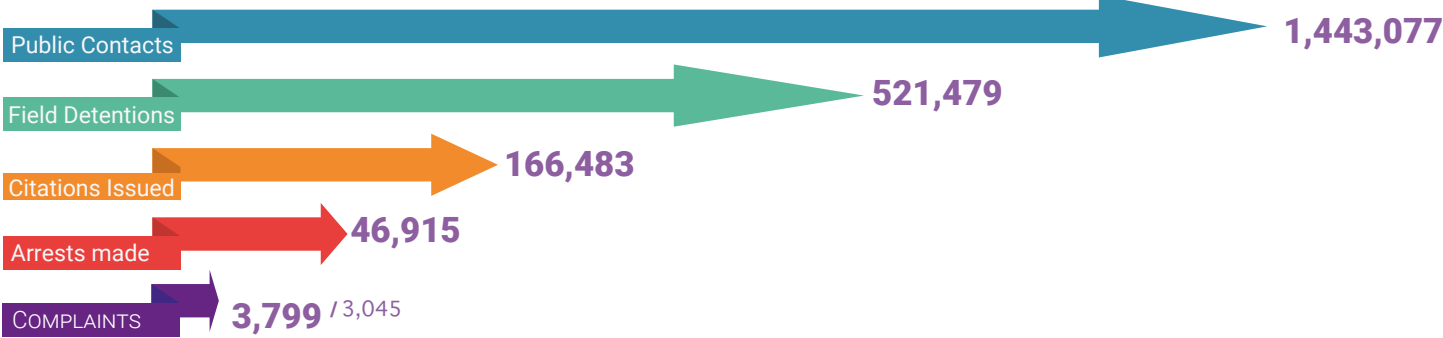 Public Contacts 1,443,077
Field Detentions 521,479
Citations Issued 166,483
Arrests made 46,915
COMPLAINTS 3,799 / 3,045